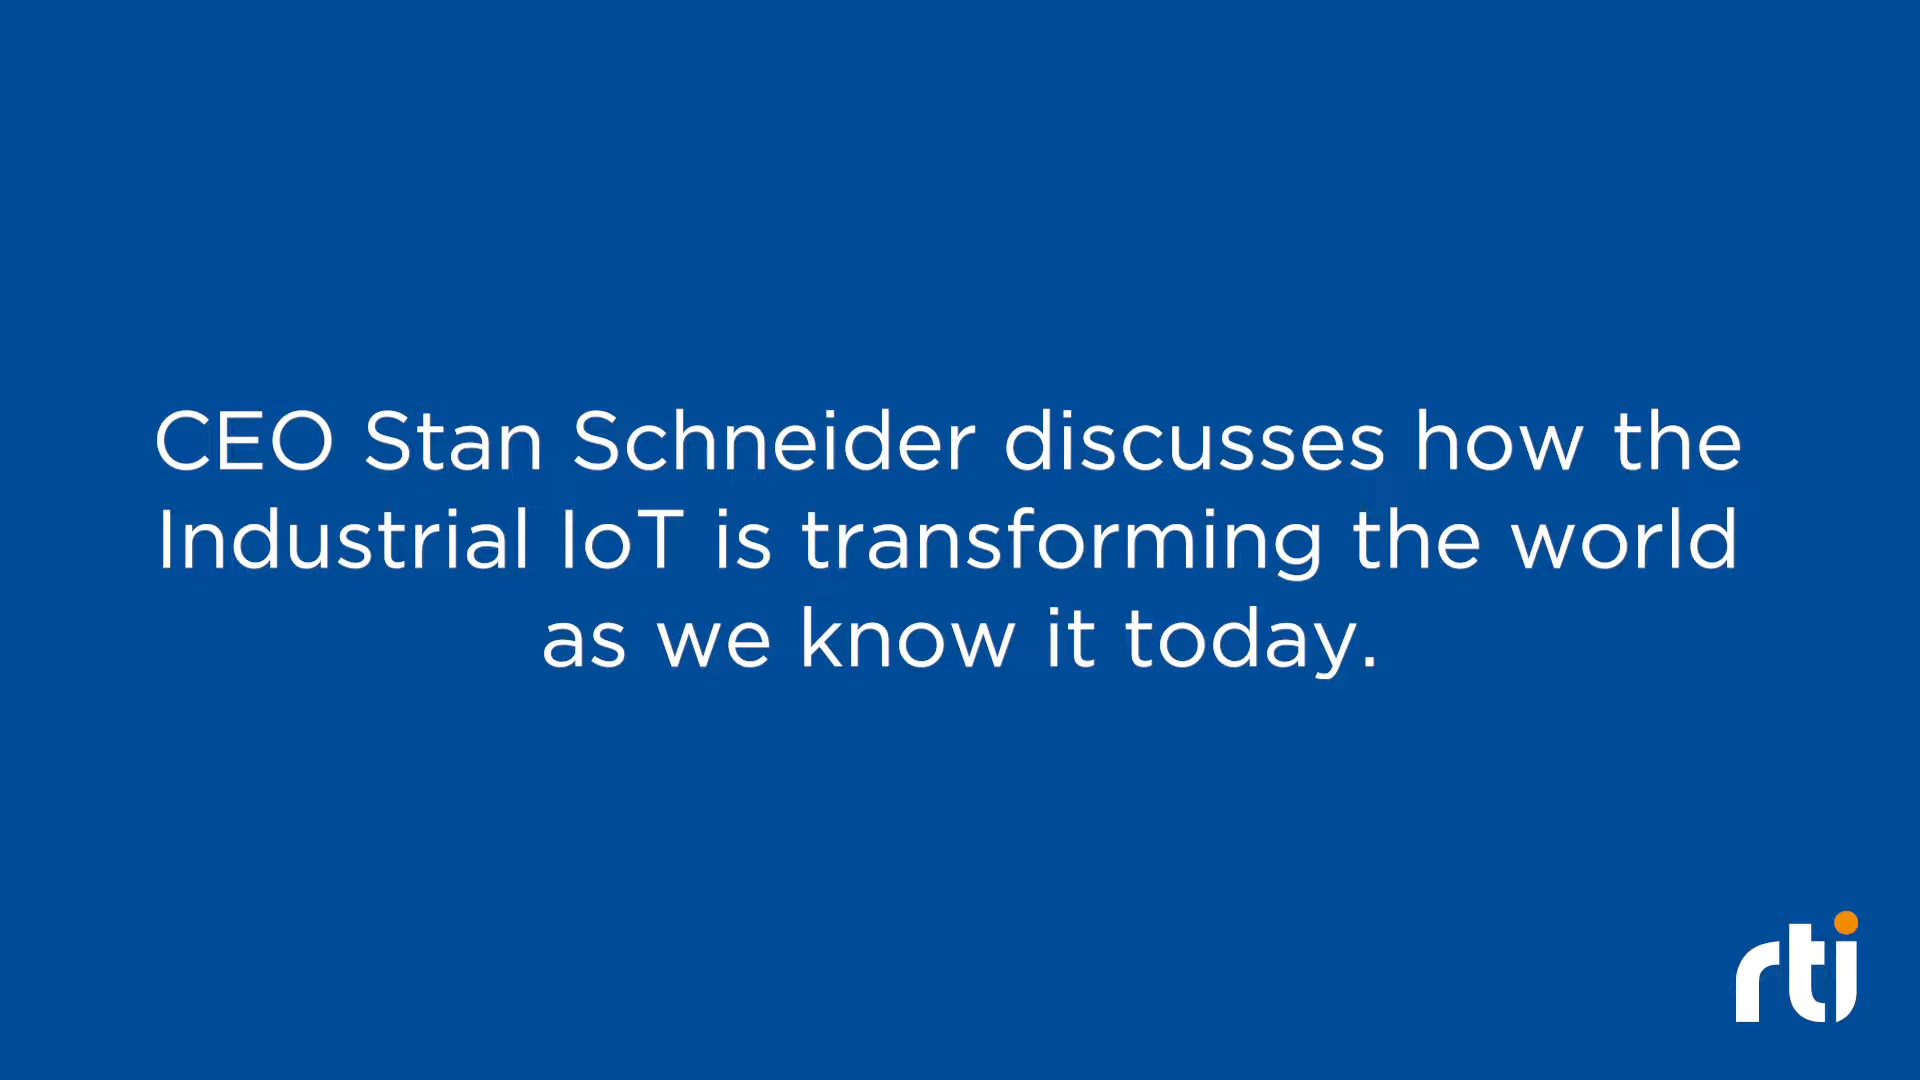 CEO Stan Schneider discusses how the
Industrial IoT is transforming the world
as we know it today.
rti